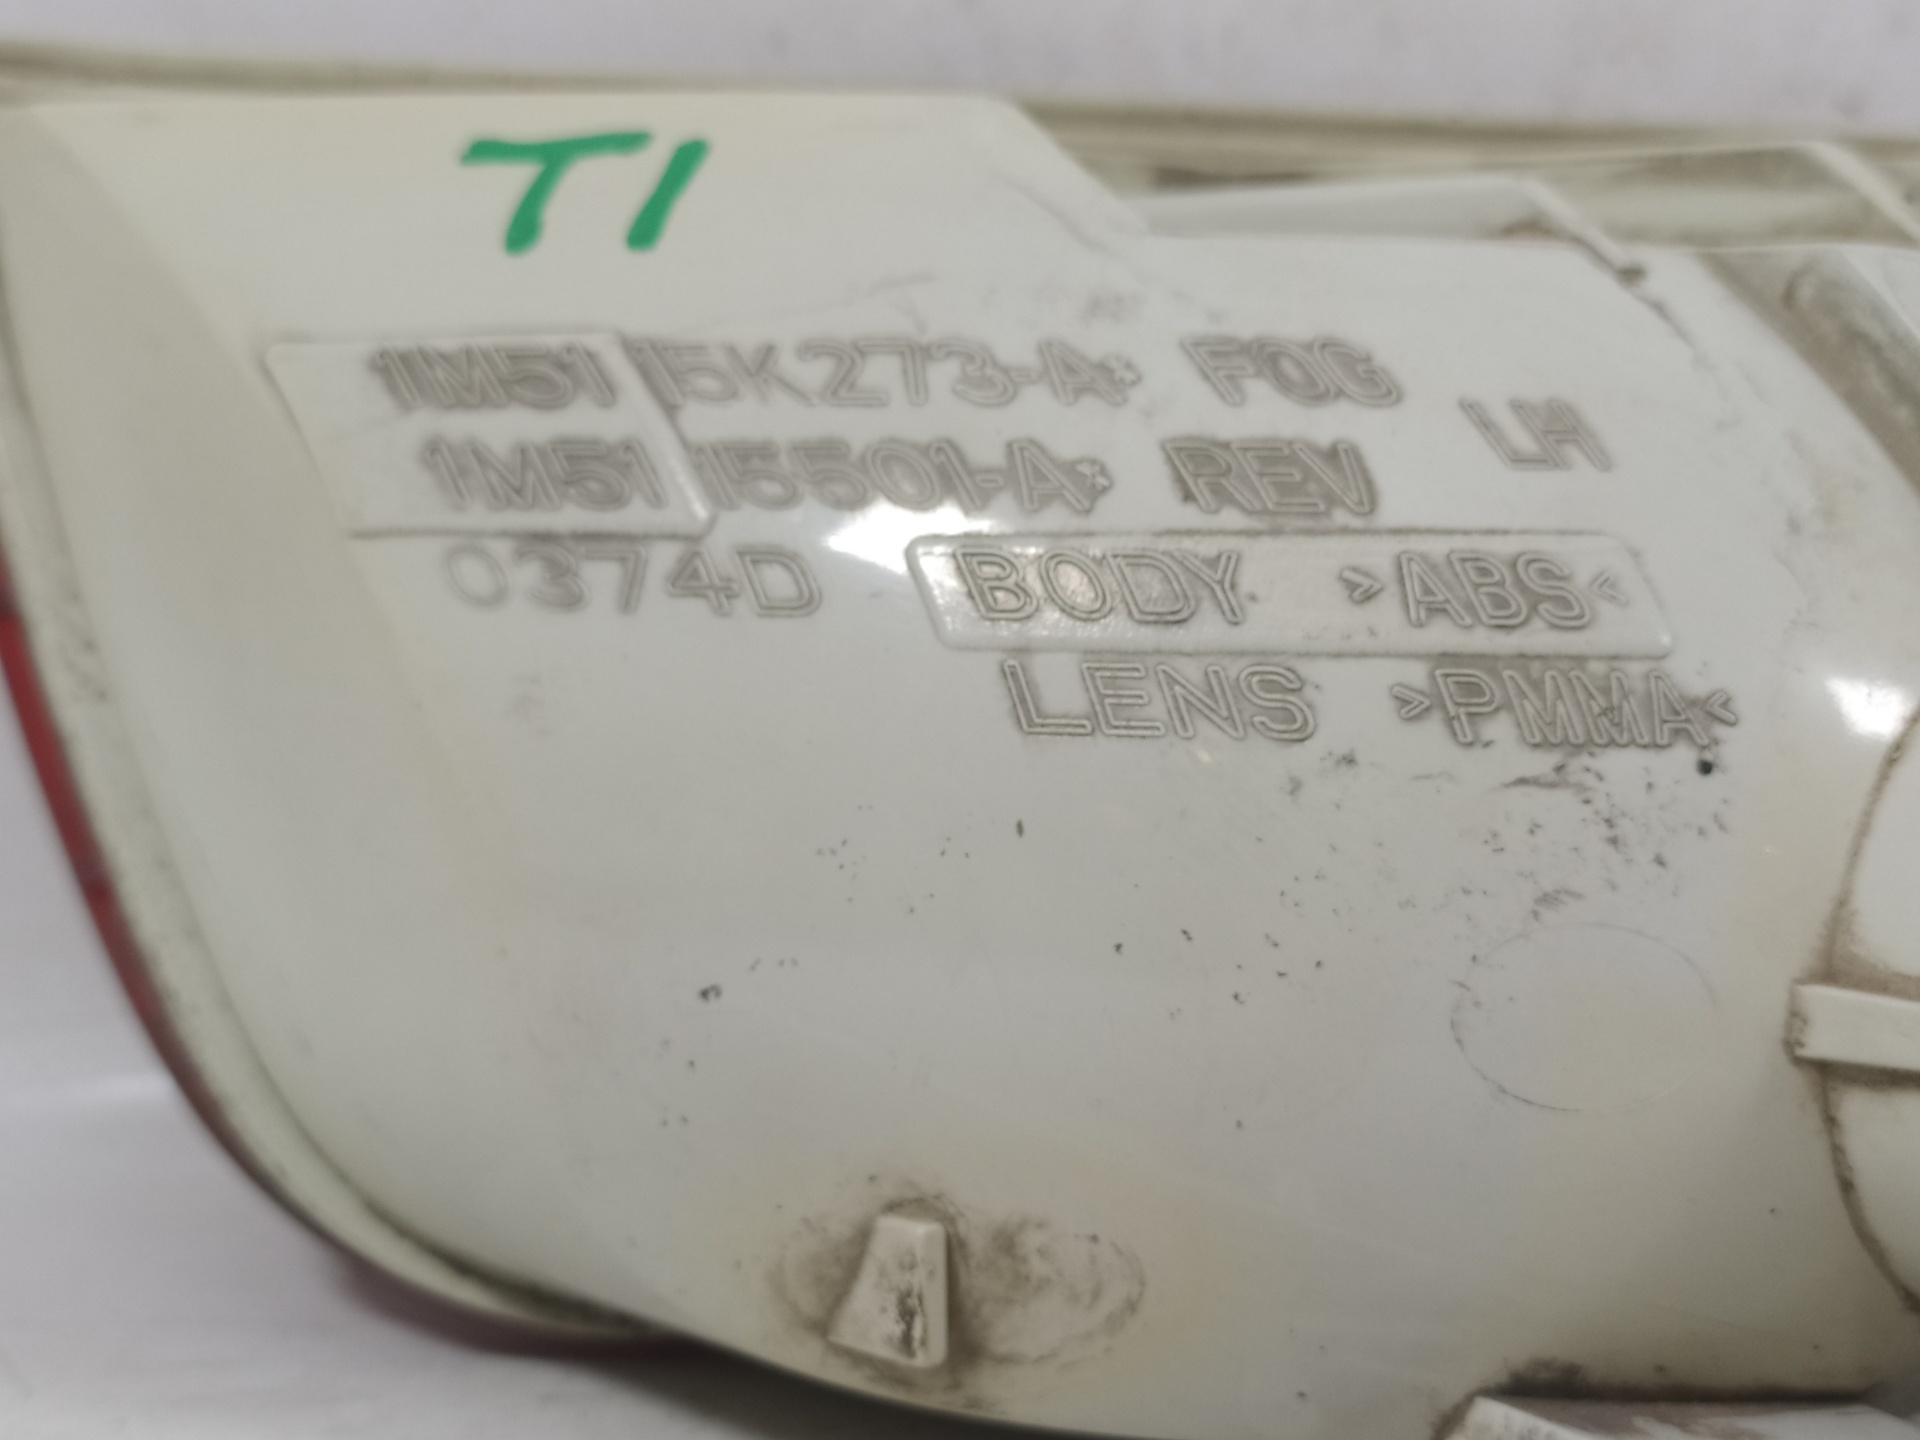 T1
1M51 15K273-A* FOG
1M51 15501-A* REV
LH
0374D BODY >ABS<
LENS >PMMA<